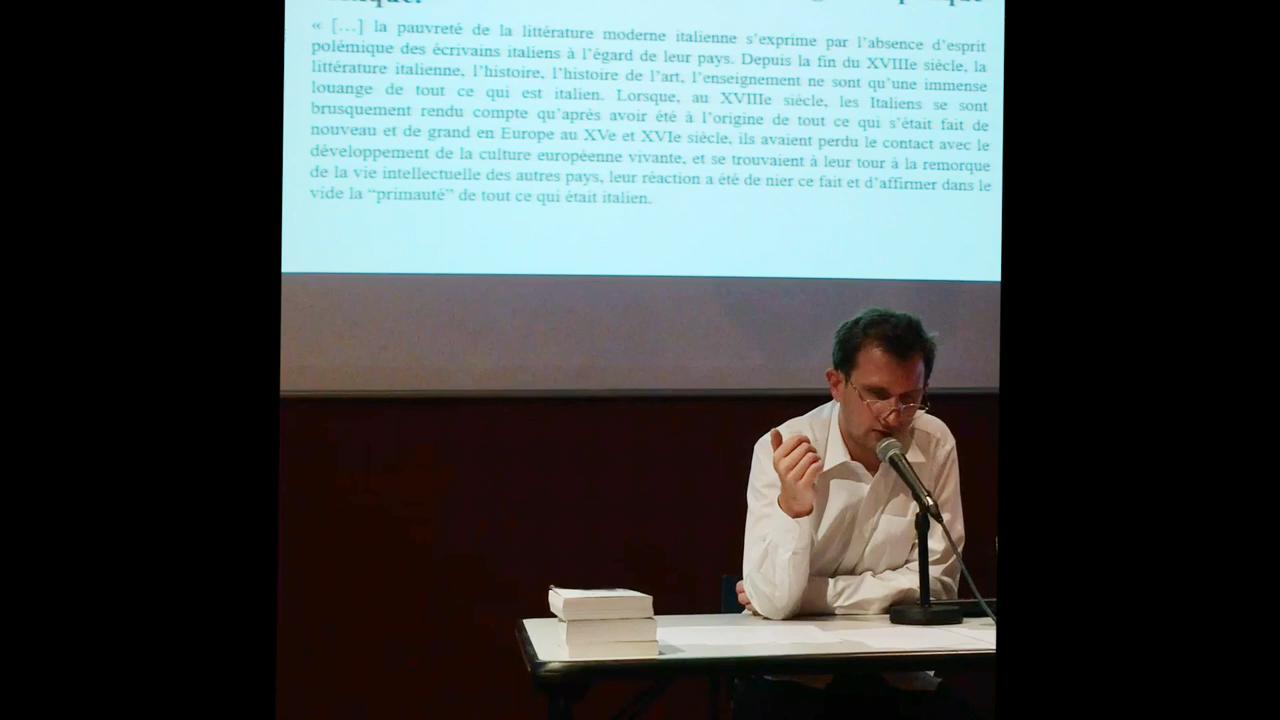 « […] la pauvreté de la littérature moderne italienne s’exprime par l’absence d’esprit
polémique des écrivains italiens à l’égard de leur pays. Depuis la fin du XVIIIe siècle, la
littérature italienne, l’histoire, l’histoire de l’art, l’enseignement ne sont qu’une immense
louange de tout ce qui est italien. Lorsque, au XVIIIe siècle, les Italiens se sont
brusquement rendu compte qu’après avoir été à l’origine de tout ce qui s’était fait de
nouveau et de grand en Europe au XVe et XVIe siècle, ils avaient perdu le contact avec le
développement de la culture européenne vivante, et se trouvaient à leur tour à la remorque
de la vie intellectuelle des autres pays, leur réaction a été de nier ce fait et d’affirmer dans le
vide la “primauté” de tout ce qui était italien.